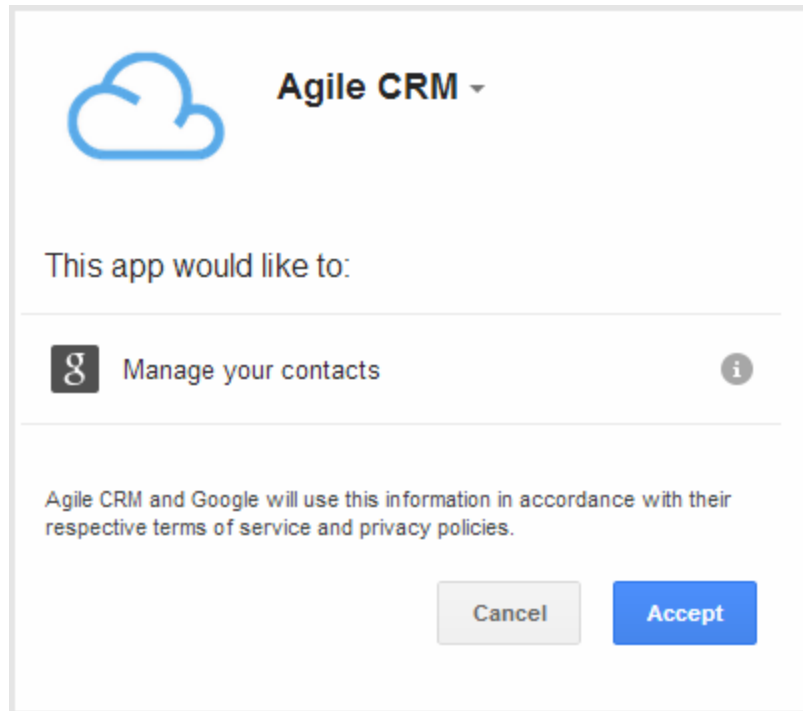 Agile CRM
This app would like to:
g
Manage your contacts
i
Agile CRM and Google will use this information in accordance with their
respective terms of service and privacy policies.
Cancel
Accept